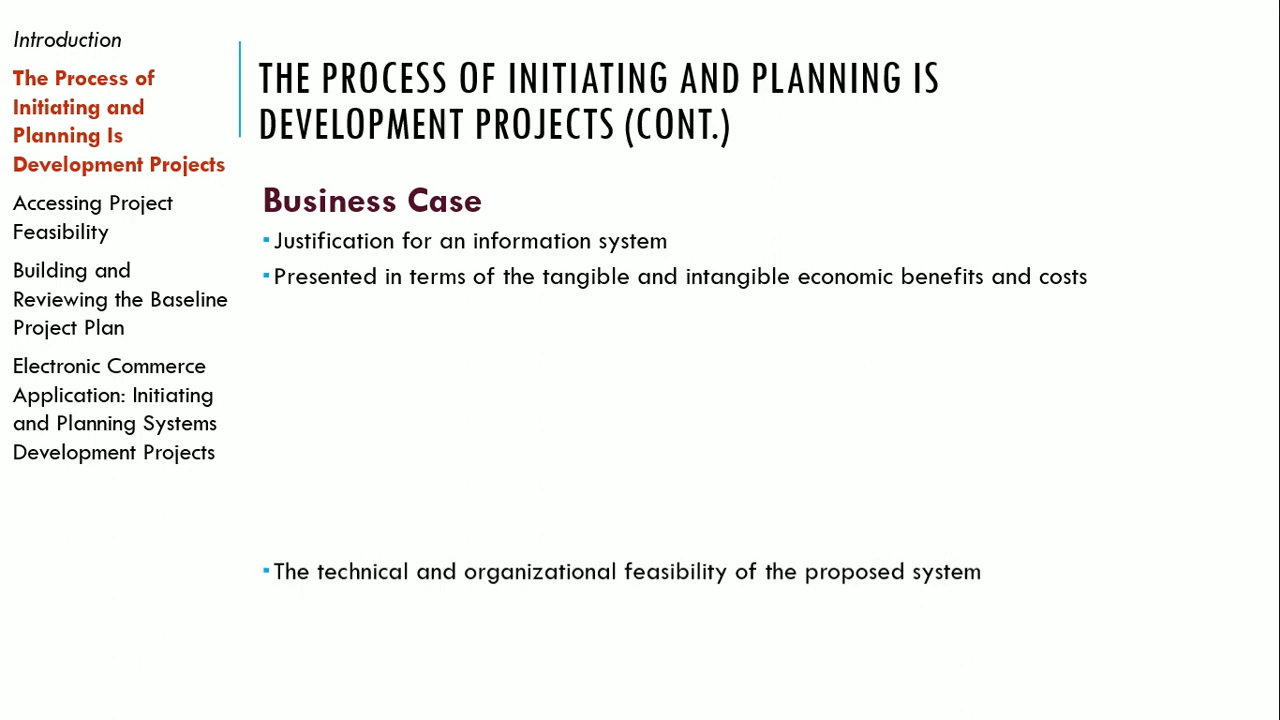 Introduction
The Process of
Initiating and
Planning Is
Development Projects
Accessing Project
Feasibility
Building and
Reviewing the Baseline
Project Plan
Electronic Commerce
Application: Initiating
and Planning Systems
Development Projects
THE PROCESS OF INITIATING AND PLANNING IS
DEVELOPMENT PROJECTS (CONT.)
Business Case
▪ Justification for an information system
▪ Presented in terms of the tangible and intangible economic benefits and costs
▪ The technical and organizational feasibility of the proposed system